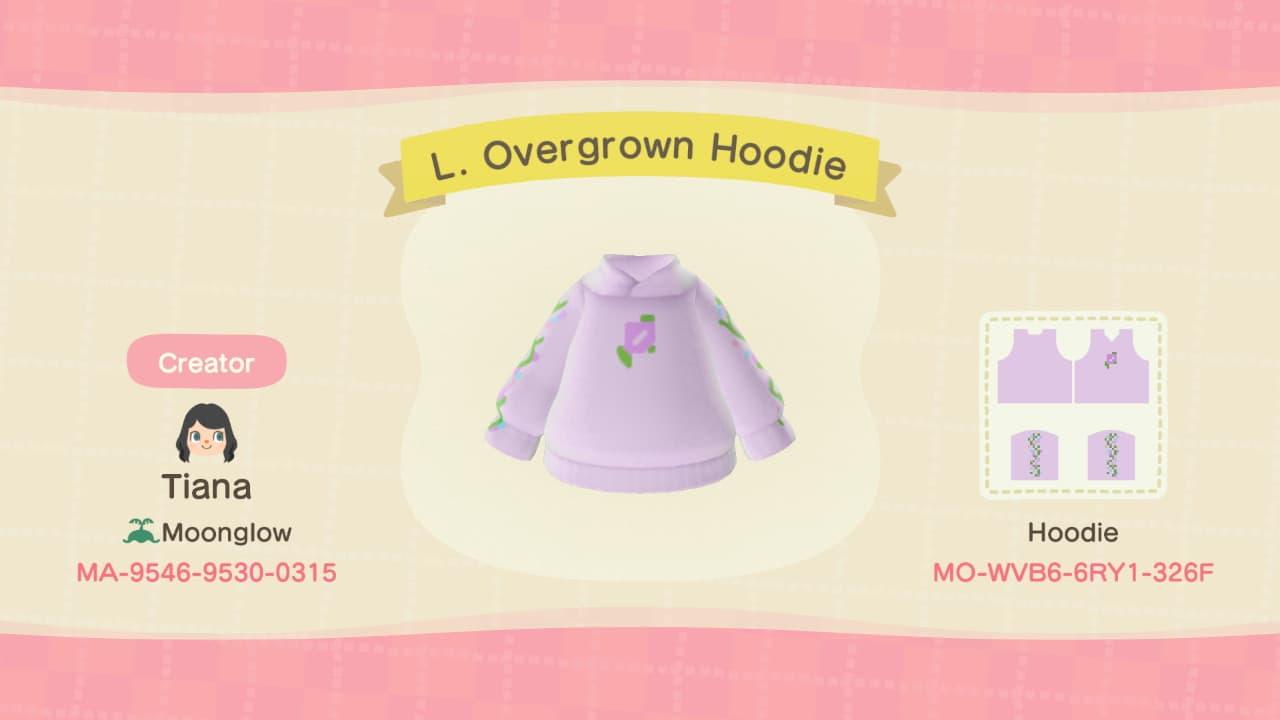 L. Overgrown Hoodie
Creator
Tiana
Moonglow
MA-9546-9530-0315
Hoodie
MO-WVB6-6RY1-326F